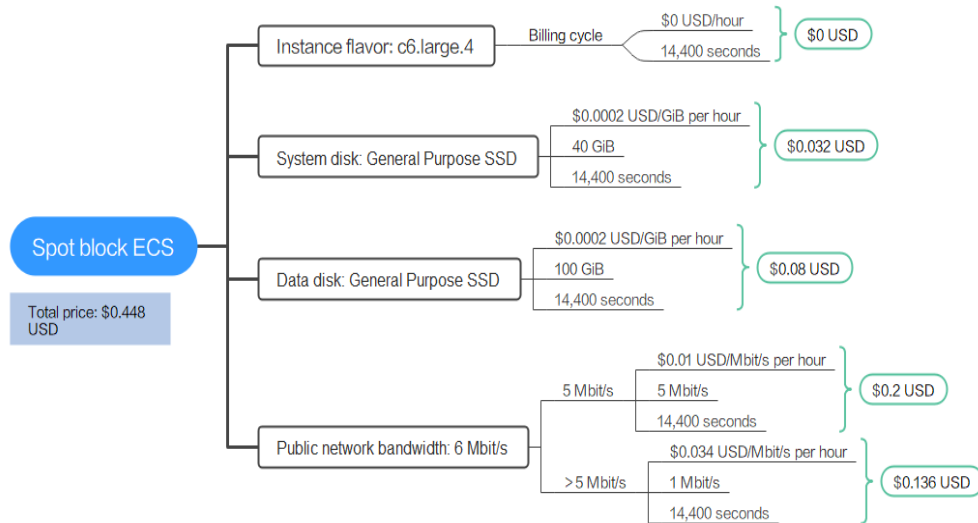 Spot block ECS
Total price: $0.448
USD
Instance flavor: c6.large.4
Billing cycle
$0 USD/hour
14,400 seconds
$0 USD
System disk: General Purpose SSD
$0.0002 USD/GiB per hour
40 GiB
14,400 seconds
$0.032 USD
Data disk: General Purpose SSD
$0.0002 USD/GiB per hour
100 GiB
14,400 seconds
$0.08 USD
Public network bandwidth: 6 Mbit/s
5 Mbit/s
$0.01 USD/Mbit/s per hour
5 Mbit/s
14,400 seconds
$0.2 USD
>5 Mbit/s
$0.034 USD/Mbit/s per hour
1 Mbit/s
14,400 seconds
$0.136 USD